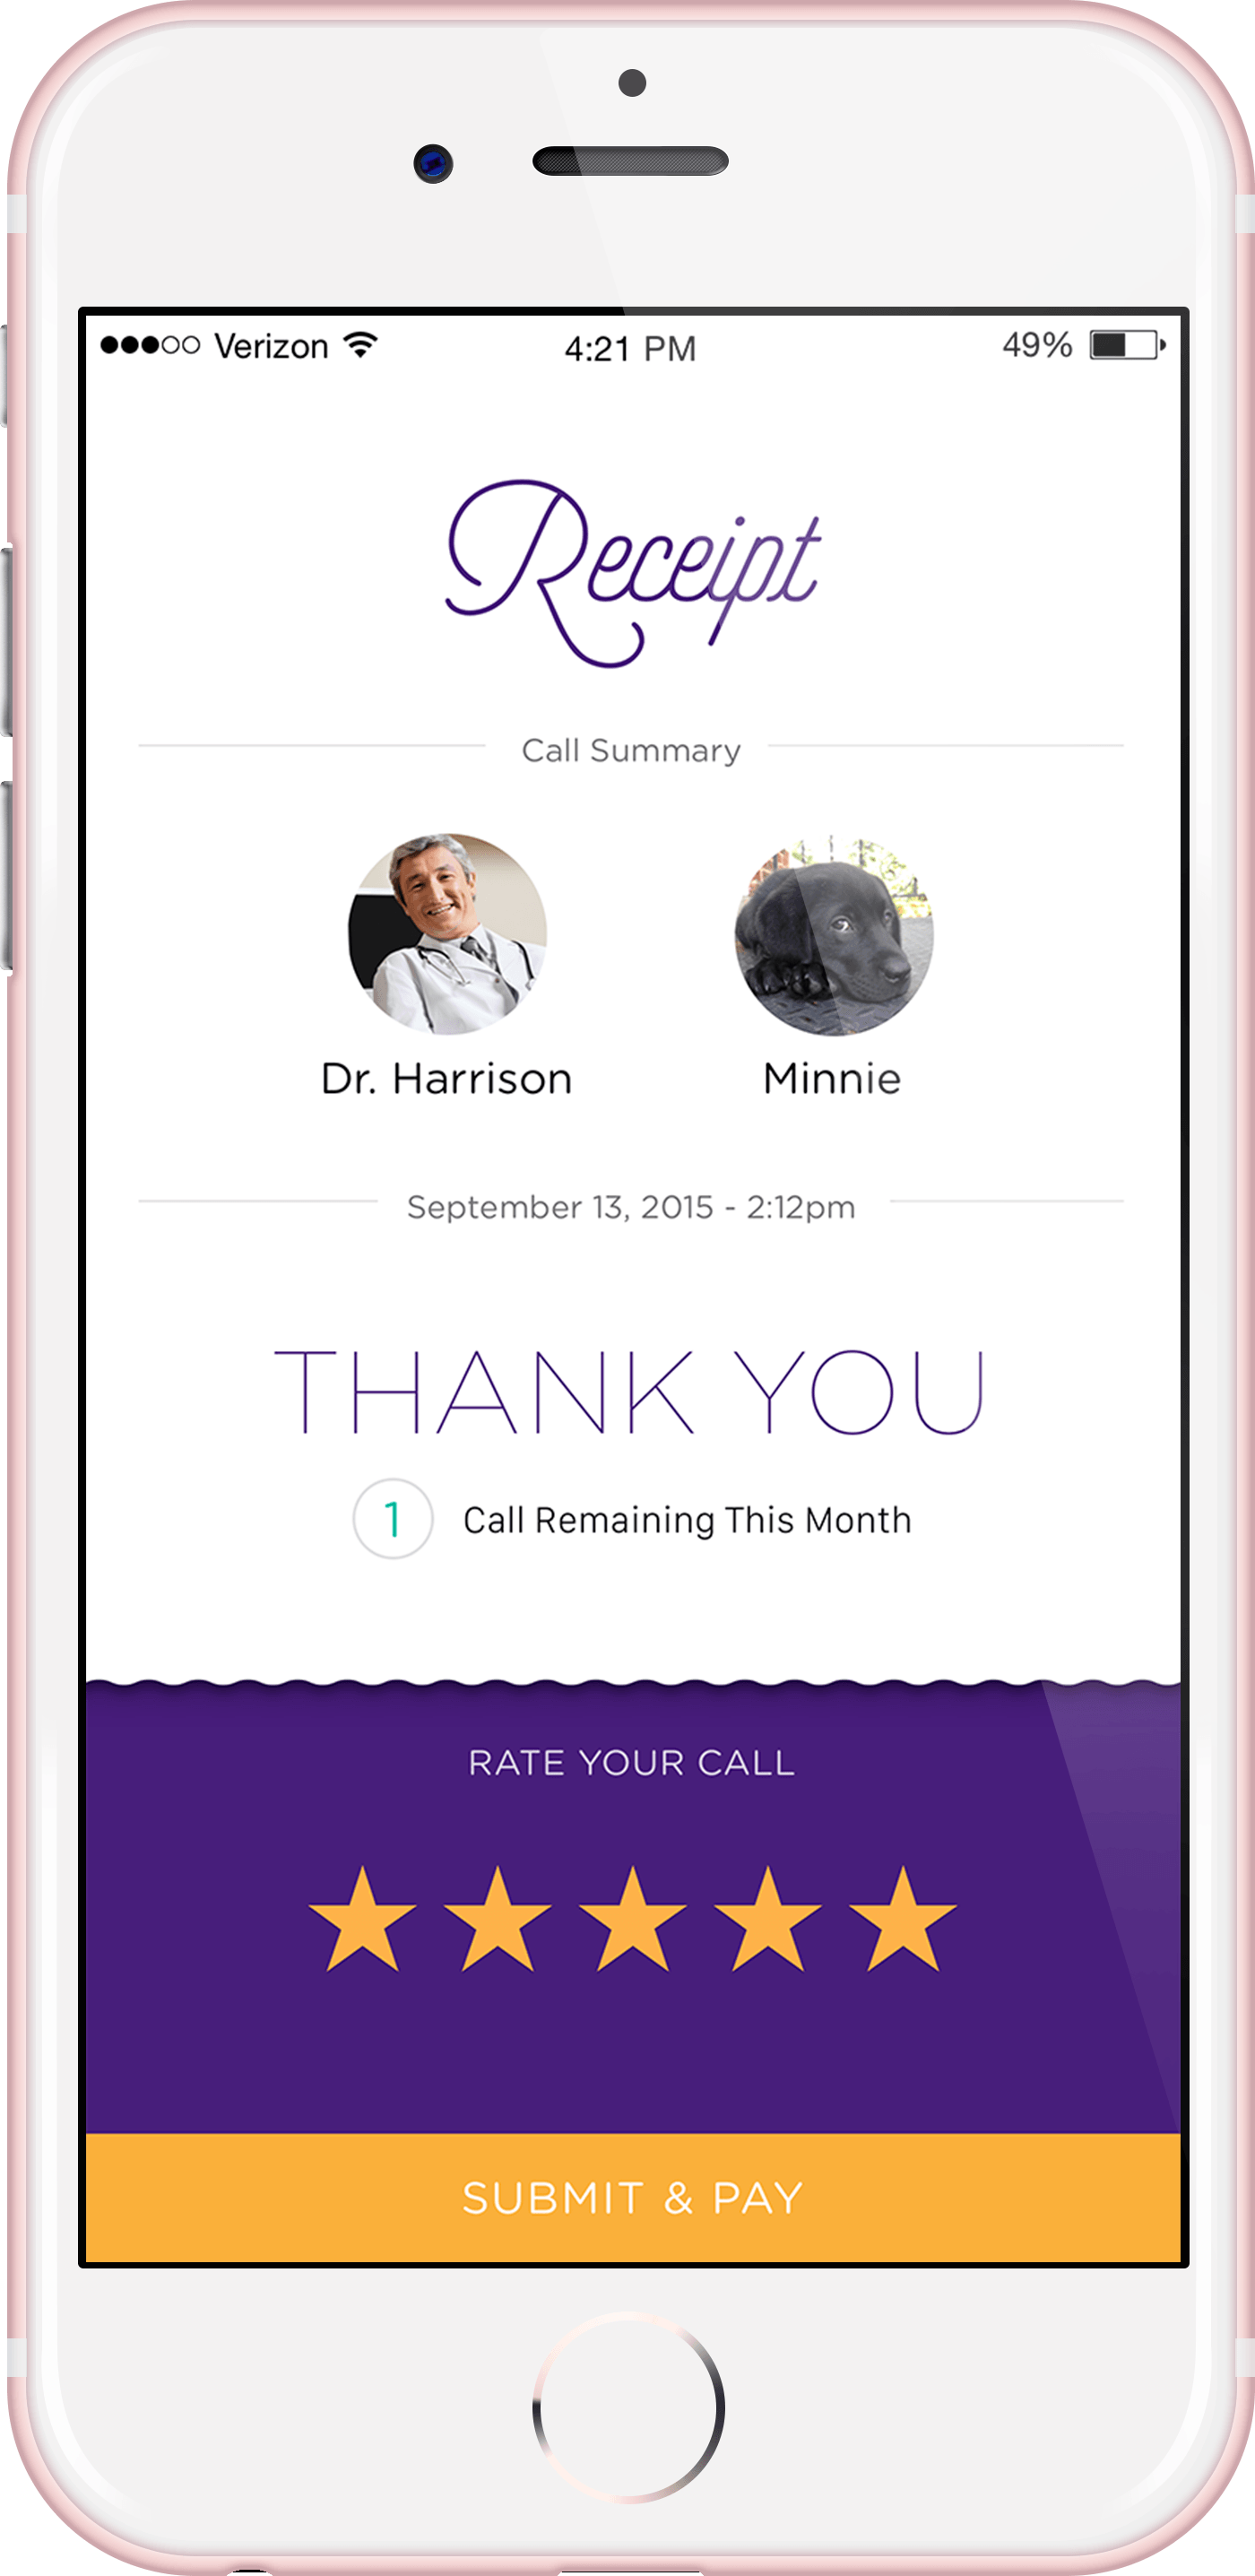 Verizon 4:21 PM 49%
Receipt
Call Summary
Dr. Harrison Minnie
September 13, 2015 - 2:12pm
THANK YOU
1 Call Remaining This Month
RATE YOUR CALL
SUBMIT & PAY